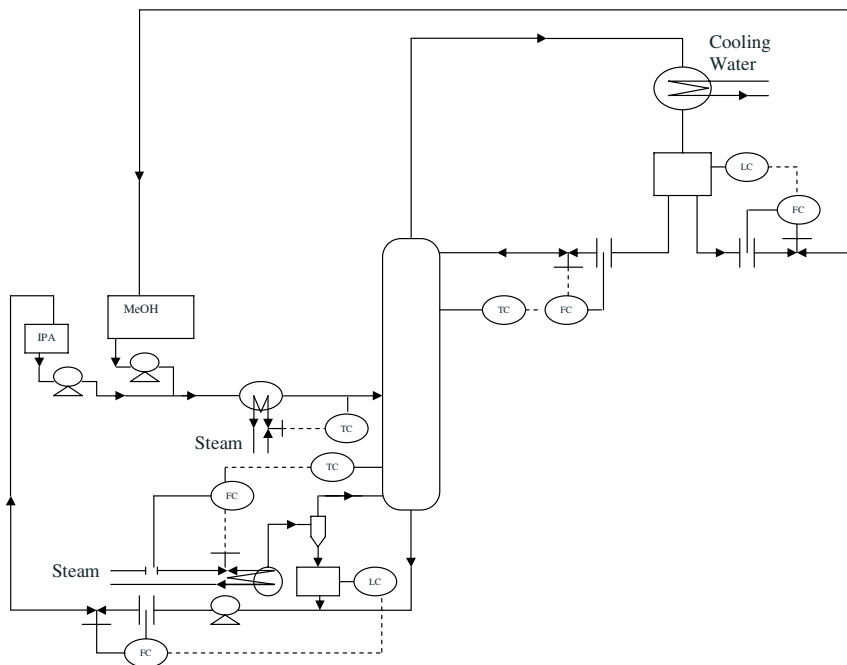 Cooling
Water
LC
FC
MeOH
TC
FC
IPA
TC
Steam
TC
FC
Steam
LC
FC